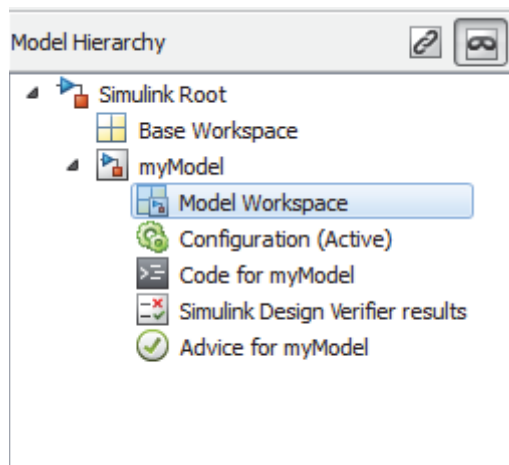 Model Hierarchy
Simulink Root
Base Workspace
myModel
Model Workspace
Configuration (Active)
Code for myModel
Simulink Design Verifier results
Advice for myModel